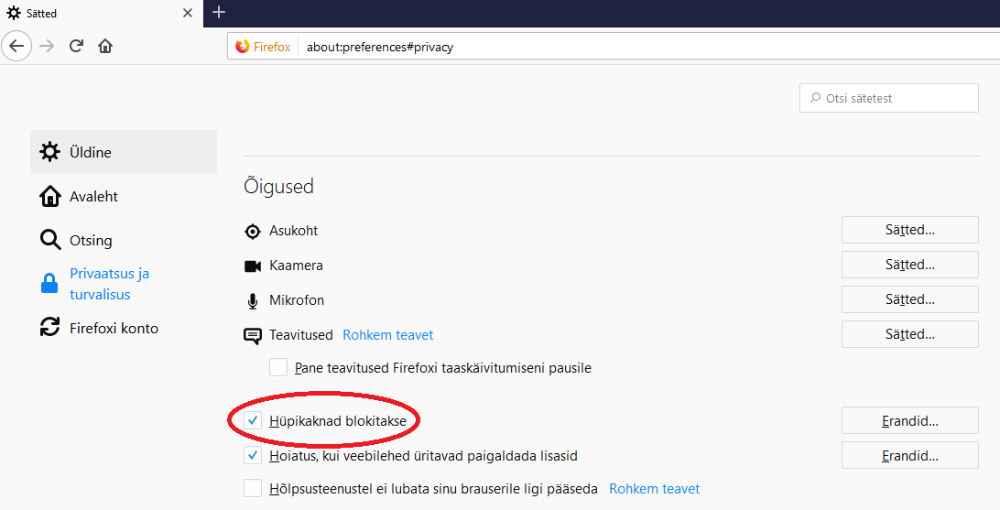 Sätted
Firefox about:preferences#privacy
Otsi sätetest
Üldine
Avaleht
Otsing
Privaatsus ja
turvalisus
Firefoxi konto
Õigused
Asukoht Sätted...
Kaamera Sätted...
Mikrofon Sätted...
Teavitused Rohkem teavet Sätted...
Pane teavitused Firefoxi taaskäivitumiseni pausile
Hüpikaknad blokitakse Erandid...
Hoiatus, kui veebilehed üritavad paigaldada lisasid Erandid...
Hõlpsusteenustel ei lubata sinu brauserile ligi pääseda Rohkem teavet